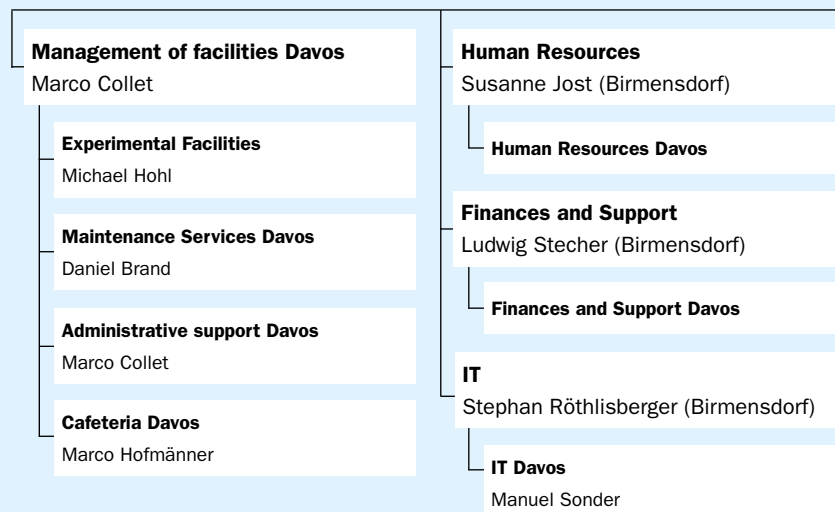 Management of facilities Davos
Marco Collet
Experimental Facilities
Michael Hohl
Maintenance Services Davos
Daniel Brand
Administrative support Davos
Marco Collet
Cafeteria Davos
Marco Hofmänner
Human Resources
Susanne Jost (Birmensdorf)
Human Resources Davos
Finances and Support
Ludwig Stecher (Birmensdorf)
Finances and Support Davos
IT
Stephan Röthlisberger (Birmensdorf)
IT Davos
Manuel Sonder